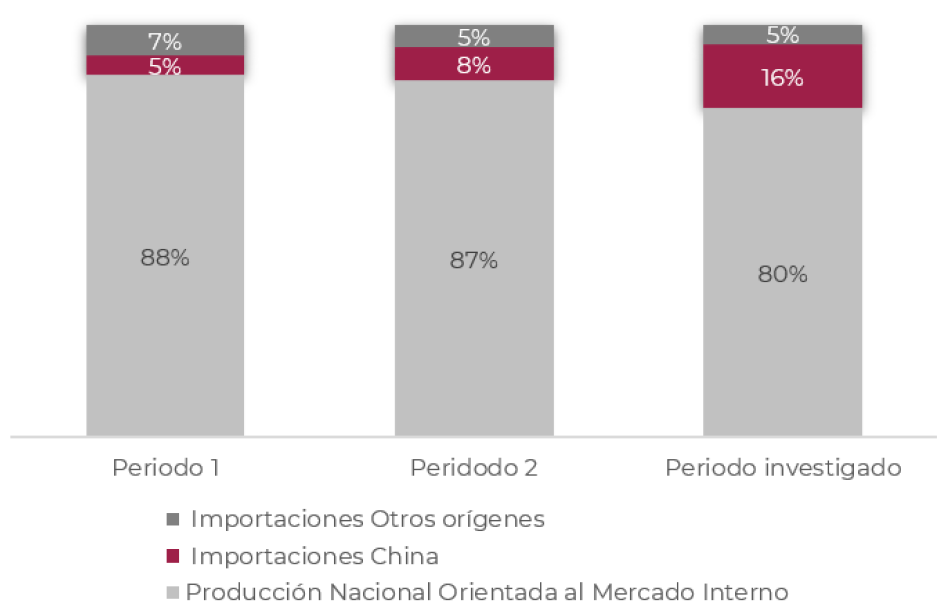 7% 5% 5%
5% 8% 16%
88% 87% 80%
Periodo 1 Peridodo 2 Periodo investigado
Importaciones Otros orígenes
Importaciones China
Producción Nacional Orientada al Mercado Interno